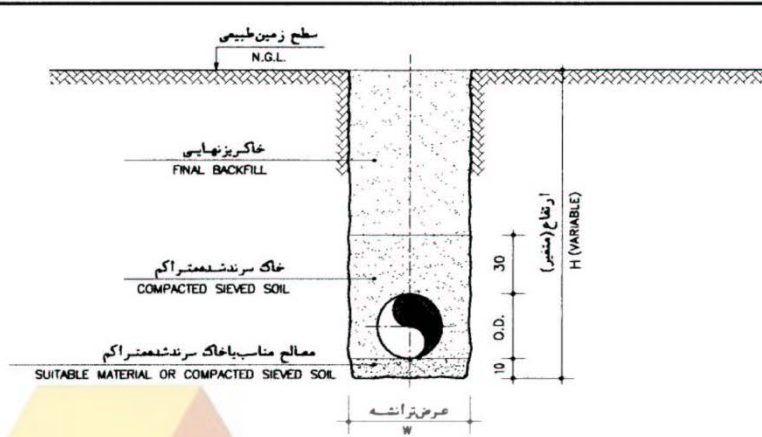 سطح زمین طبیعی
N.G.L.
خاکریز نهایی
FINAL BACKFILL
خاک سرند شده متراکم
COMPACTED SIEVED SOIL
مصالح مناسب یا خاک سرند شده متراکم
SUITABLE MATERIAL OR COMPACTED SIEVED SOIL
30
O.D.
10
ارتفاع (متغیر)
H (VARIABLE)
عرض ترانشه
W